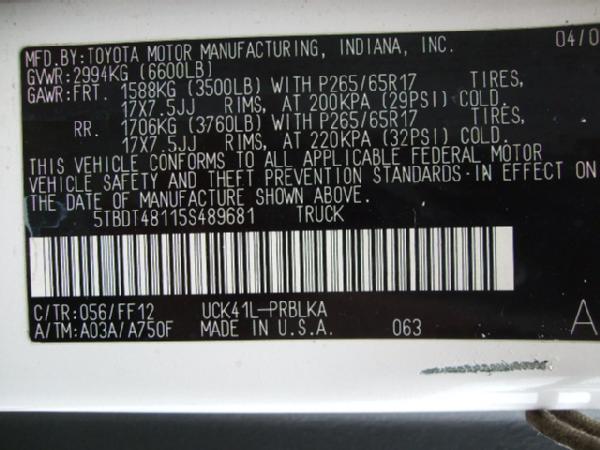 MFD.BY:TOYOTA MOTOR MANUFACTURING, INDIANA, INC. 04/0
GVWR:2994KG (6600LB)
GAWR:FRT. 1588KG (3500LB) WITH P265/65R17 TIRES,
17X7.5JJ RIMS, AT 200KPA (29PSI) COLD.
RR. 1706KG (3760LB) WITH P265/65R17 TIRES,
17X7.5JJ RIMS, AT 220KPA (32PSI) COLD.
THIS VEHICLE CONFORMS TO ALL APPLICABLE FEDERAL MOTOR
VEHICLE SAFETY AND THEFT PREVENTION STANDARDS IN EFFECT ON
THE DATE OF MANUFACTURE SHOWN ABOVE.
5TBDT48115S489681 TRUCK
C/TR:056/FF12 UCK41L-PRBLKA A
A/TM:A03A/A750F MADE IN U.S.A. 063